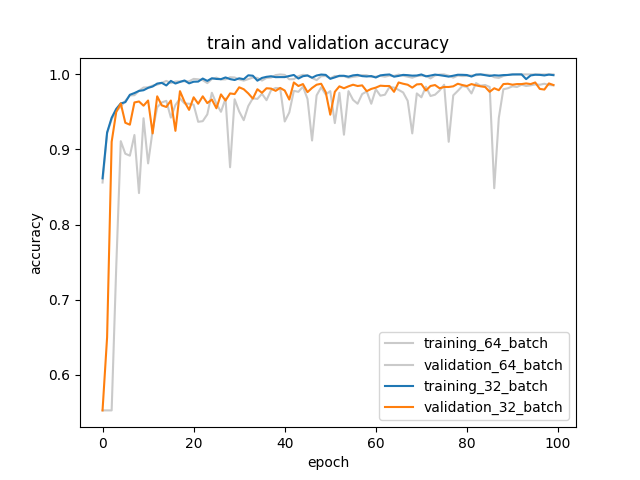 train and validation accuracy
1.0
0.9
0.8
0.7
0.6
accuracy
training_64_batch
validation_64_batch
training_32_batch
validation_32_batch
0 20 40 60 80 100
epoch